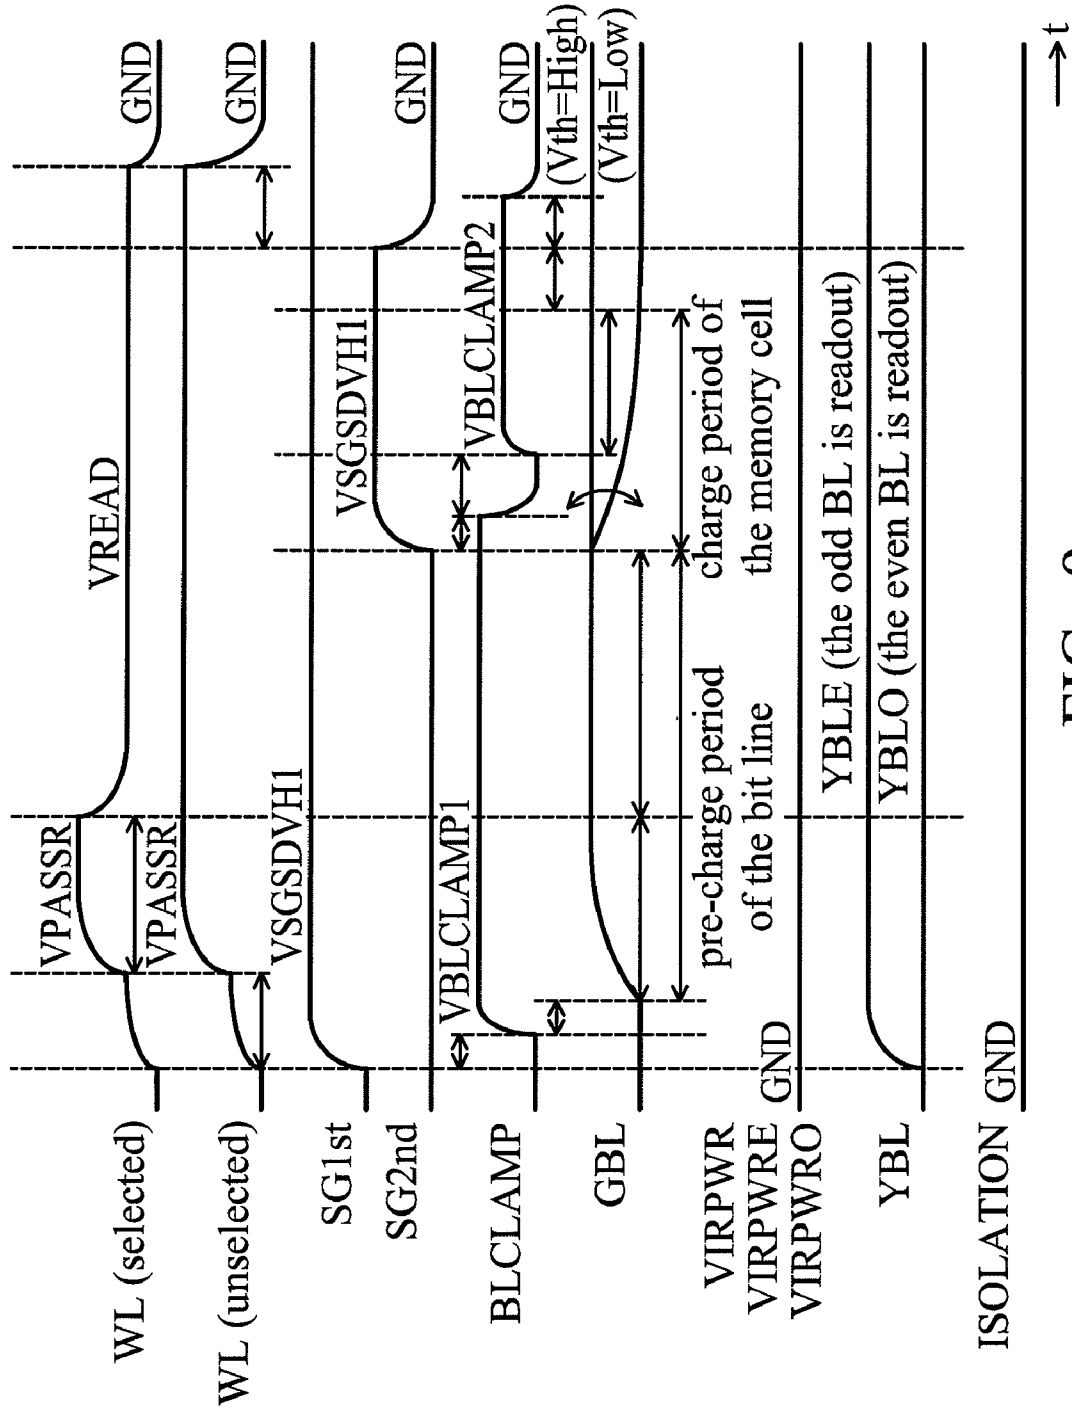 WL (selected)
VPASSR
VREAD
GND
WL (unselected)
VPASSR
GND
SG1st
VSGSDVH1
SG2nd
VSGSDVH1
GND
BLCLAMP
VBLCLAMP1
VBLCLAMP2
GND
GBL
(Vth=High)
(Vth=Low)
pre-charge period
of the bit line
charge period of
the memory cell
VIRPWR
VIRPWRE
VIRPWRO
GND
YBL
YBLE (the odd BL is readout)
YBLO (the even BL is readout)
ISOLATION
GND
t
FIG.